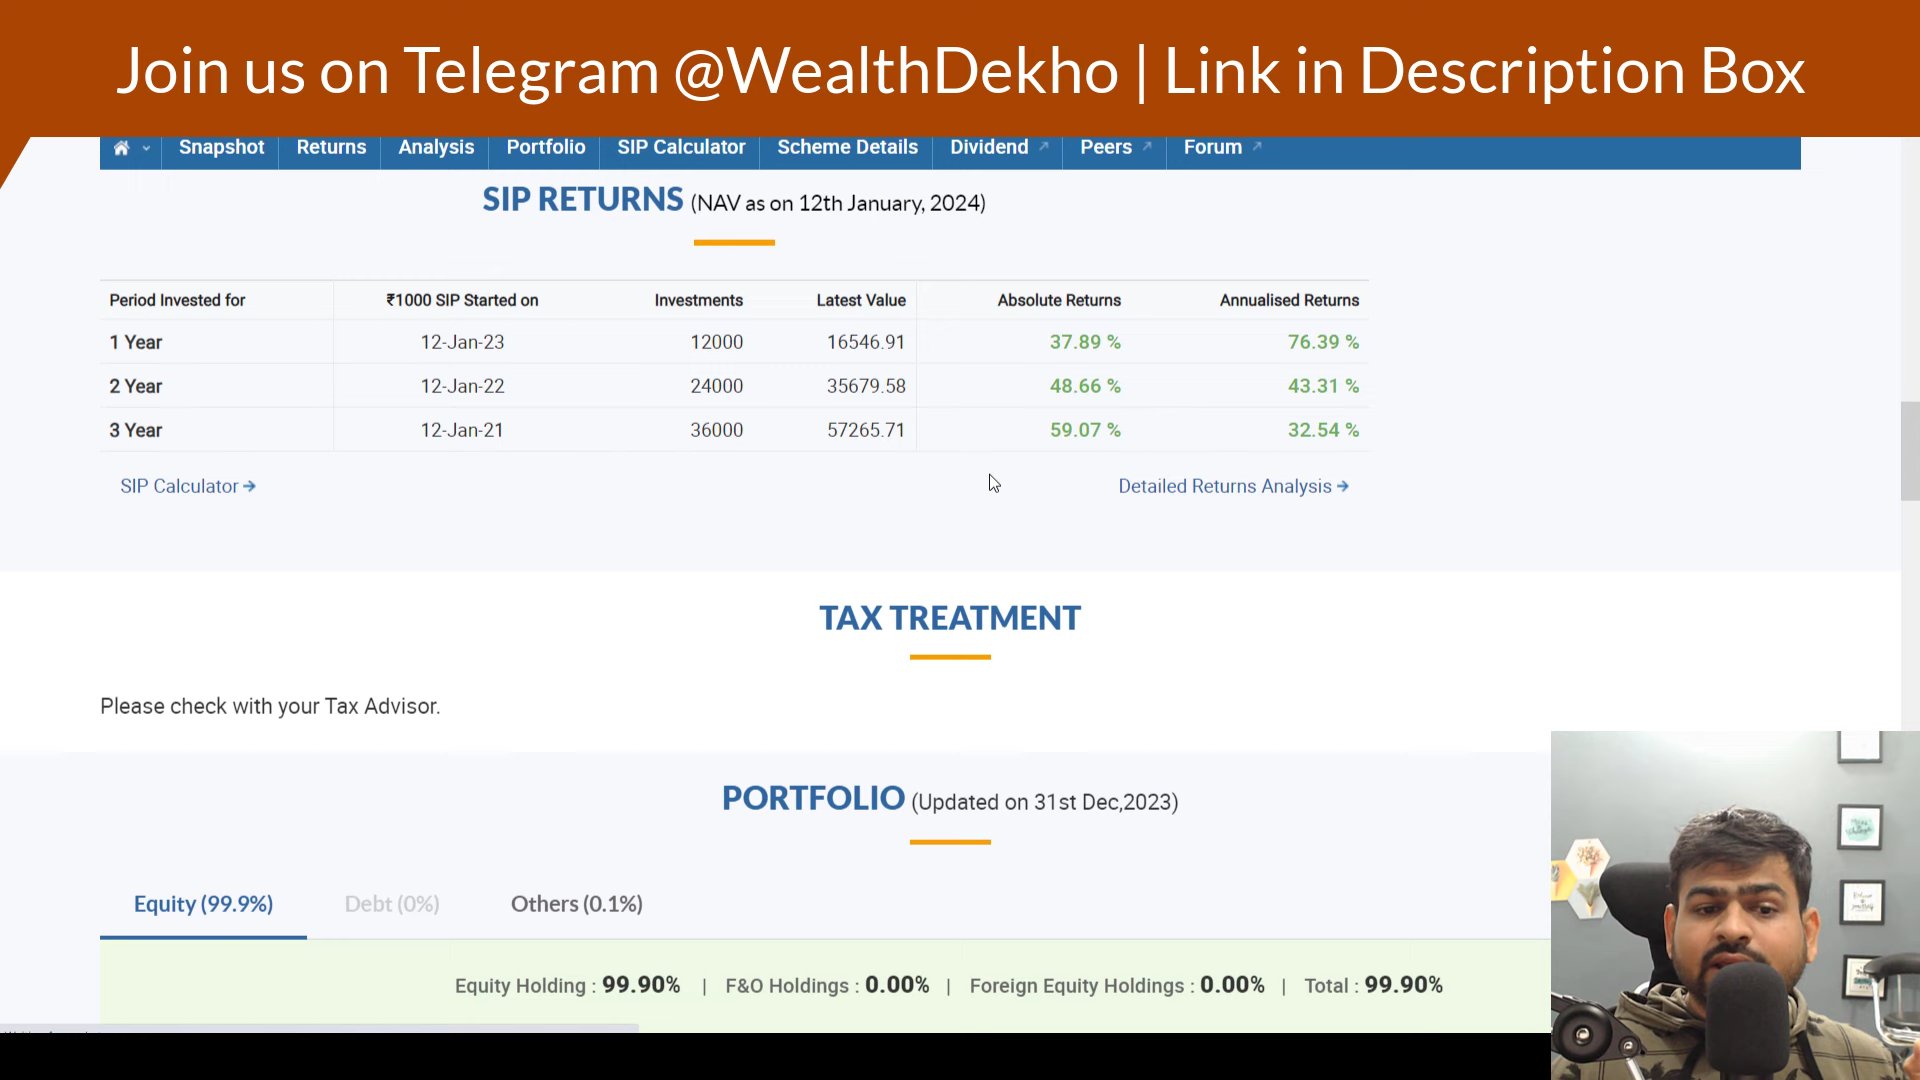 Join us on Telegram @WealthDekho | Link in Description Box
Snapshot Returns Analysis Portfolio SIP Calculator Scheme Details Dividend Peers Forum
SIP RETURNS (NAV as on 12th January, 2024)
Period Invested for ₹1000 SIP Started on Investments Latest Value Absolute Returns Annualised Returns
1 Year 12-Jan-23 12000 16546.91 37.89 % 76.39 %
2 Year 12-Jan-22 24000 35679.58 48.66 % 43.31 %
3 Year 12-Jan-21 36000 57265.71 59.07 % 32.54 %
SIP Calculator → Detailed Returns Analysis →
TAX TREATMENT
Please check with your Tax Advisor.
PORTFOLIO (Updated on 31st Dec,2023)
Equity (99.9%) Debt (0%) Others (0.1%)
Equity Holding : 99.90% | F&O Holdings : 0.00% | Foreign Equity Holdings : 0.00% | Total : 99.90%